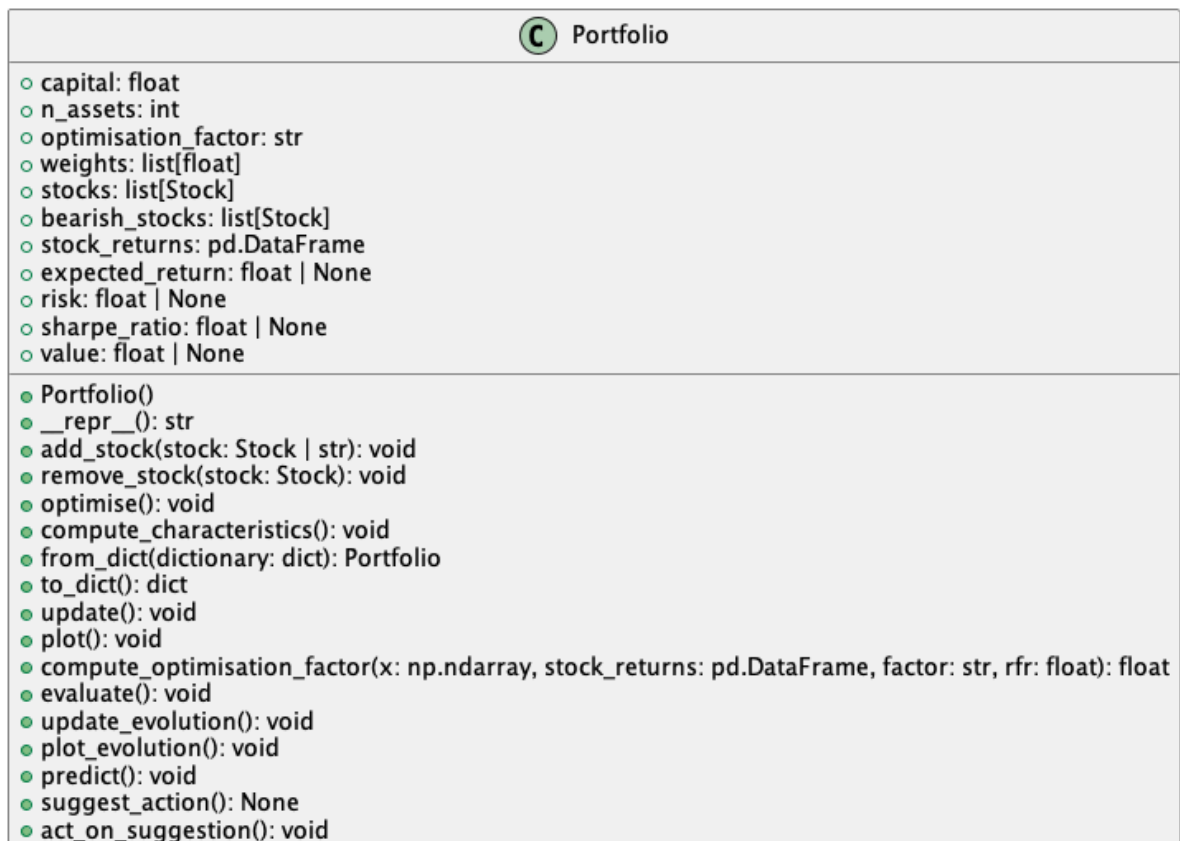 C Portfolio
capital: float
n_assets: int
optimisation_factor: str
weights: list[float]
stocks: list[Stock]
bearish_stocks: list[Stock]
stock_returns: pd.DataFrame
expected_return: float | None
risk: float | None
sharpe_ratio: float | None
value: float | None
Portfolio()
__repr__(): str
add_stock(stock: Stock | str): void
remove_stock(stock: Stock): void
optimise(): void
compute_characteristics(): void
from_dict(dictionary: dict): Portfolio
to_dict(): dict
update(): void
plot(): void
compute_optimisation_factor(x: np.ndarray, stock_returns: pd.DataFrame, factor: str, rfr: float): float
evaluate(): void
update_evolution(): void
plot_evolution(): void
predict(): void
suggest_action(): None
act_on_suggestion(): void